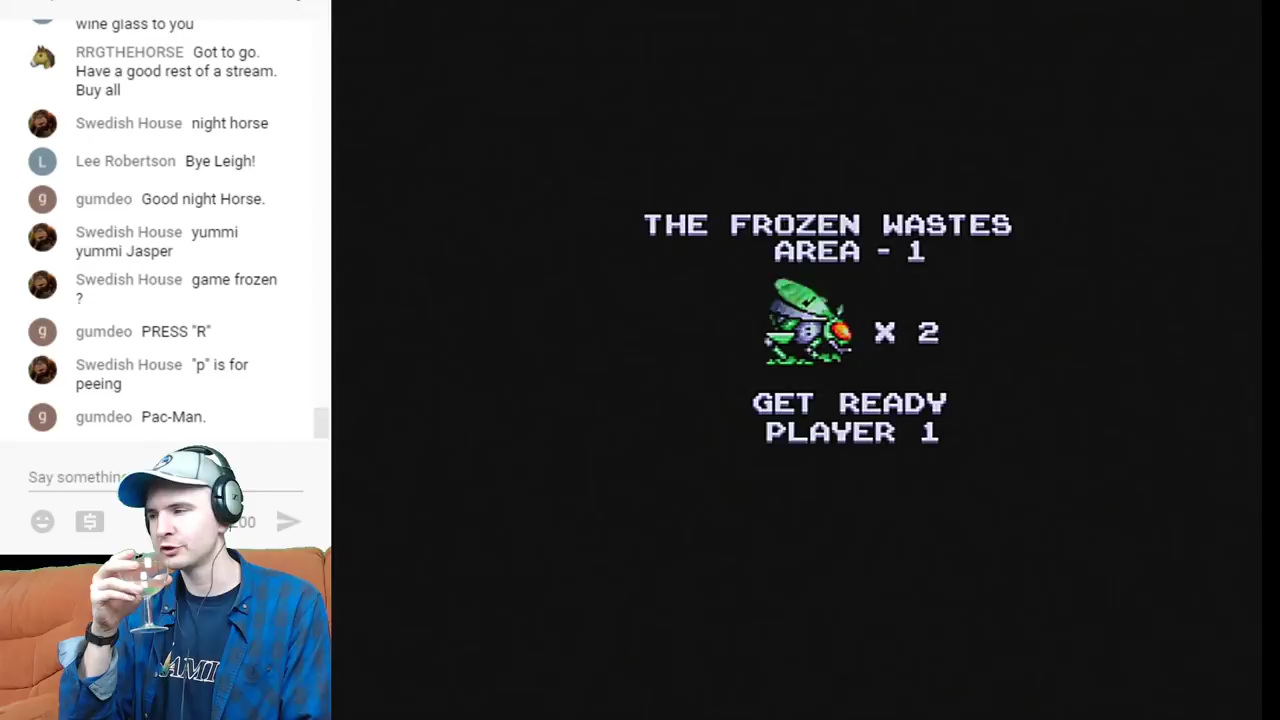 wine glass to you
RRGTHEHORSE Got to go.
Have a good rest of a stream.
Buy all
Swedish House night horse
L
Lee Robertson Bye Leigh!
g
gumdeo Good night Horse.
Swedish House yummi
yummi Jasper
Swedish House game frozen
?
g
gumdeo PRESS "R"
Swedish House "p" is for
peeing
g
gumdeo Pac-Man.
Say something
THE FROZEN WASTES
AREA - 1
X 2
GET READY
PLAYER 1